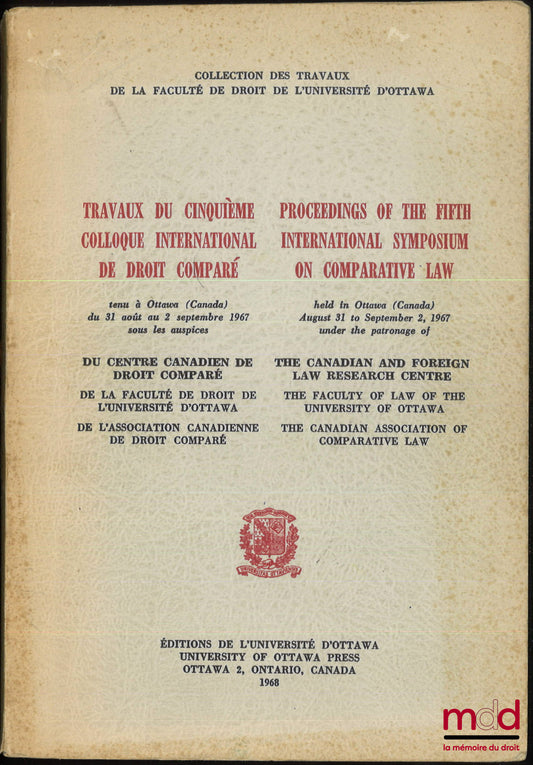 COLLECTION DES TRAVAUX
DE LA FACULTÉ DE DROIT DE L'UNIVERSITÉ D'OTTAWA
TRAVAUX DU CINQUIÈME
COLLOQUE INTERNATIONAL
DE DROIT COMPARÉ
tenu à Ottawa (Canada)
du 31 août au 2 septembre 1967
sous les auspices
DU CENTRE CANADIEN DE
DROIT COMPARÉ
DE LA FACULTÉ DE DROIT DE
L'UNIVERSITÉ D'OTTAWA
DE L'ASSOCIATION CANADIENNE
DE DROIT COMPARÉ
PROCEEDINGS OF THE FIFTH
INTERNATIONAL SYMPOSIUM
ON COMPARATIVE LAW
held in Ottawa (Canada)
August 31 to September 2, 1967
under the patronage of
THE CANADIAN AND FOREIGN
LAW RESEARCH CENTRE
THE FACULTY OF LAW OF THE
UNIVERSITY OF OTTAWA
THE CANADIAN ASSOCIATION OF
COMPARATIVE LAW
ÉDITIONS DE L'UNIVERSITÉ D'OTTAWA
UNIVERSITY OF OTTAWA PRESS
OTTAWA 2, ONTARIO, CANADA
1968
mdd
la mémoire du droit